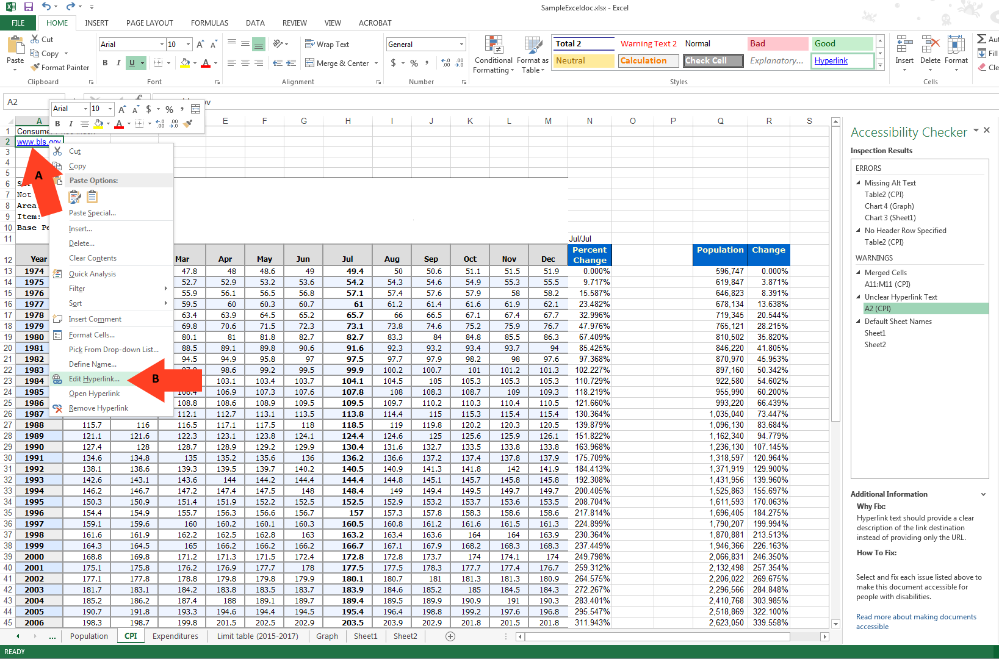 SampleExceldoc.xlsx - Excel
FILE HOME INSERT PAGE LAYOUT FORMULAS DATA REVIEW VIEW ACROBAT
Paste
Cut
Copy
Format Painter
Clipboard
Arial 10
B I U
Font
Wrap Text
Merge & Center
Alignment
General
$ % ,
Number
Conditional Formatting
Format as Table
Total 2 Warning Text 2 Normal Bad Good
Neutral Calculation Check Cell Explanatory... Hyperlink
Styles
Insert Delete Format
Cells
Fill
A2
Arial 10 $ % ,
B I
A E F G H I J K L M N O P Q R S
1
2 www.bls.gov
3
4
5
6
7 Not
8 Area
9 Item:
10 Base Pe
11 Jul/Jul
12 Year Mar Apr May Jun Jul Aug Sep Oct Nov Dec Percent Change Population Change
13 1974 47.8 48 48.6 49 49.4 50 50.6 51.1 51.5 51.9 0.000% 596,747 0.000%
14 1975 52.7 52.9 53.2 53.6 54.2 54.3 54.6 54.9 55.3 55.5 9.717% 619,847 3.871%
15 1976 55.9 56.1 56.5 56.8 57.1 57.4 57.6 57.9 58 58.2 15.587% 646,823 8.391%
16 1977 59.5 60 60.3 60.7 61 61.2 61.4 61.6 61.9 62.1 23.482% 678,134 13.638%
17 1978 63.4 63.9 64.5 65.2 65.7 66 66.5 67.1 67.4 67.7 32.996% 719,345 20.544%
18 1979 69.8 70.6 71.5 72.3 73.1 73.8 74.6 75.2 75.9 76.7 47.976% 765,121 28.215%
19 1980 80.1 81 81.8 82.7 82.7 83.3 84 84.8 85.5 86.3 67.409% 810,502 35.820%
20 1981 88.5 89.1 89.8 90.6 91.6 92.3 93.2 93.4 93.7 94 85.425% 846,220 41.805%
21 1982 94.5 94.9 95.8 97 97.5 97.7 97.9 98.2 98 97.6 97.368% 870,970 45.953%
22 1983 98.6 99.2 99.5 99.9 100.2 100.7 101 101.2 101.3 102.227% 897,160 50.342%
23 1984 103.1 103.4 103.7 104.1 104.5 105 105.3 105.3 105.3 110.729% 922,580 54.602%
24 1985 106.9 107.3 107.6 107.8 108 108.3 108.7 109 109.3 118.219% 955,990 60.200%
25 1986 108.8 108.6 108.9 109.5 109.5 109.7 110.2 110.3 110.4 110.5 121.660% 993,220 66.439%
26 1987 112.1 112.7 113.1 113.5 113.8 114.4 115 115.3 115.4 115.4 130.364% 1,035,040 73.447%
27 1988 115.7 116 116.5 117.1 117.5 118 118.5 119 119.8 120.2 120.3 120.5 139.879% 1,096,130 83.684%
28 1989 121.1 121.6 122.3 123.1 123.8 124.1 124.4 124.6 125 125.6 125.9 126.1 151.822% 1,162,340 94.779%
29 1990 127.4 128 128.7 128.9 129.2 129.9 130.4 131.6 132.7 133.5 133.8 133.8 163.968% 1,236,130 107.145%
30 1991 134.6 134.8 135 135.2 135.6 136 136.2 136.6 137.2 137.4 137.8 137.9 175.709% 1,318,597 120.964%
31 1992 138.1 138.6 139.3 139.5 139.7 140.2 140.5 140.9 141.3 141.8 142 141.9 184.413% 1,371,919 129.900%
32 1993 142.6 143.1 143.6 144 144.2 144.4 144.4 144.8 145.1 145.7 145.8 145.8 192.308% 1,431,956 139.960%
33 1994 146.2 146.7 147.2 147.4 147.5 148 148.4 149 149.4 149.5 149.7 149.7 200.405% 1,525,863 155.697%
34 1995 150.3 150.9 151.4 151.9 152.2 152.5 152.5 152.9 153.2 153.7 153.6 153.5 208.704% 1,611,593 170.063%
35 1996 154.4 154.9 155.7 156.3 156.6 156.7 157 157.3 157.8 158.3 158.6 158.6 217.814% 1,696,405 184.275%
36 1997 159.1 159.6 160 160.2 160.1 160.3 160.5 160.8 161.2 161.6 161.5 161.3 224.899% 1,790,207 199.994%
37 1998 161.6 161.9 162.2 162.5 162.8 163 163.2 163.4 163.6 164 164 163.9 230.364% 1,870,881 213.513%
38 1999 164.3 164.5 165 166.2 166.2 166.2 166.7 167.1 167.9 168.2 168.3 168.3 237.449% 1,946,366 226.163%
39 2000 168.8 169.8 171.2 171.3 171.5 172.4 172.8 172.8 173.7 174 174.1 174 249.798% 2,066,831 246.350%
40 2001 175.1 175.8 176.2 176.9 177.7 178 177.5 177.5 178.3 177.7 177.4 176.7 259.312% 2,132,498 257.354%
41 2002 177.1 177.8 178.8 179.8 179.8 179.9 180.1 180.7 181 181.3 181.3 180.9 264.575% 2,206,022 269.675%
42 2003 181.7 183.1 184.2 183.8 183.5 183.7 183.9 184.6 185.2 185 184.5 184.3 272.267% 2,296,566 284.848%
43 2004 185.2 186.2 187.4 188 189.1 189.7 189.4 189.5 189.9 190.9 191 190.3 283.401% 2,410,768 303.985%
44 2005 190.7 191.8 193.3 194.6 194.4 194.5 195.4 196.4 198.8 199.2 197.6 196.8 295.547% 2,518,869 322.100%
45 2006 198.3 198.7 199.8 201.5 202.5 202.9 203.5 203.9 202.9 201.8 201.5 201.8 311.943% 2,623,050 339.558%
A
Cut
Copy
Paste Options:
Paste Special...
Insert...
Delete...
Clear Contents
Quick Analysis
Filter
Sort
Insert Comment
Format Cells...
Pick From Drop-down List...
Define Name...
Edit Hyperlink...
B
Open Hyperlink
Remove Hyperlink
Accessibility Checker
Inspection Results
ERRORS
Missing Alt Text
Table2 (CPI)
Chart 4 (Graph)
Chart 3 (Sheet1)
No Header Row Specified
Table2 (CPI)
WARNINGS
Merged Cells
A11:M11 (CPI)
Unclear Hyperlink Text
A2 (CPI)
Default Sheet Names
Sheet1
Sheet2
Additional Information
Why Fix:
Hyperlink text should provide a clear
description of the link destination
instead of providing only the URL.
How To Fix:
Select and fix each issue listed above to
make this document accessible for
people with disabilities.
Read more about making documents
accessible
... Population CPI Expenditures Limit table (2015-2017) Graph Sheet1 Sheet2
READY